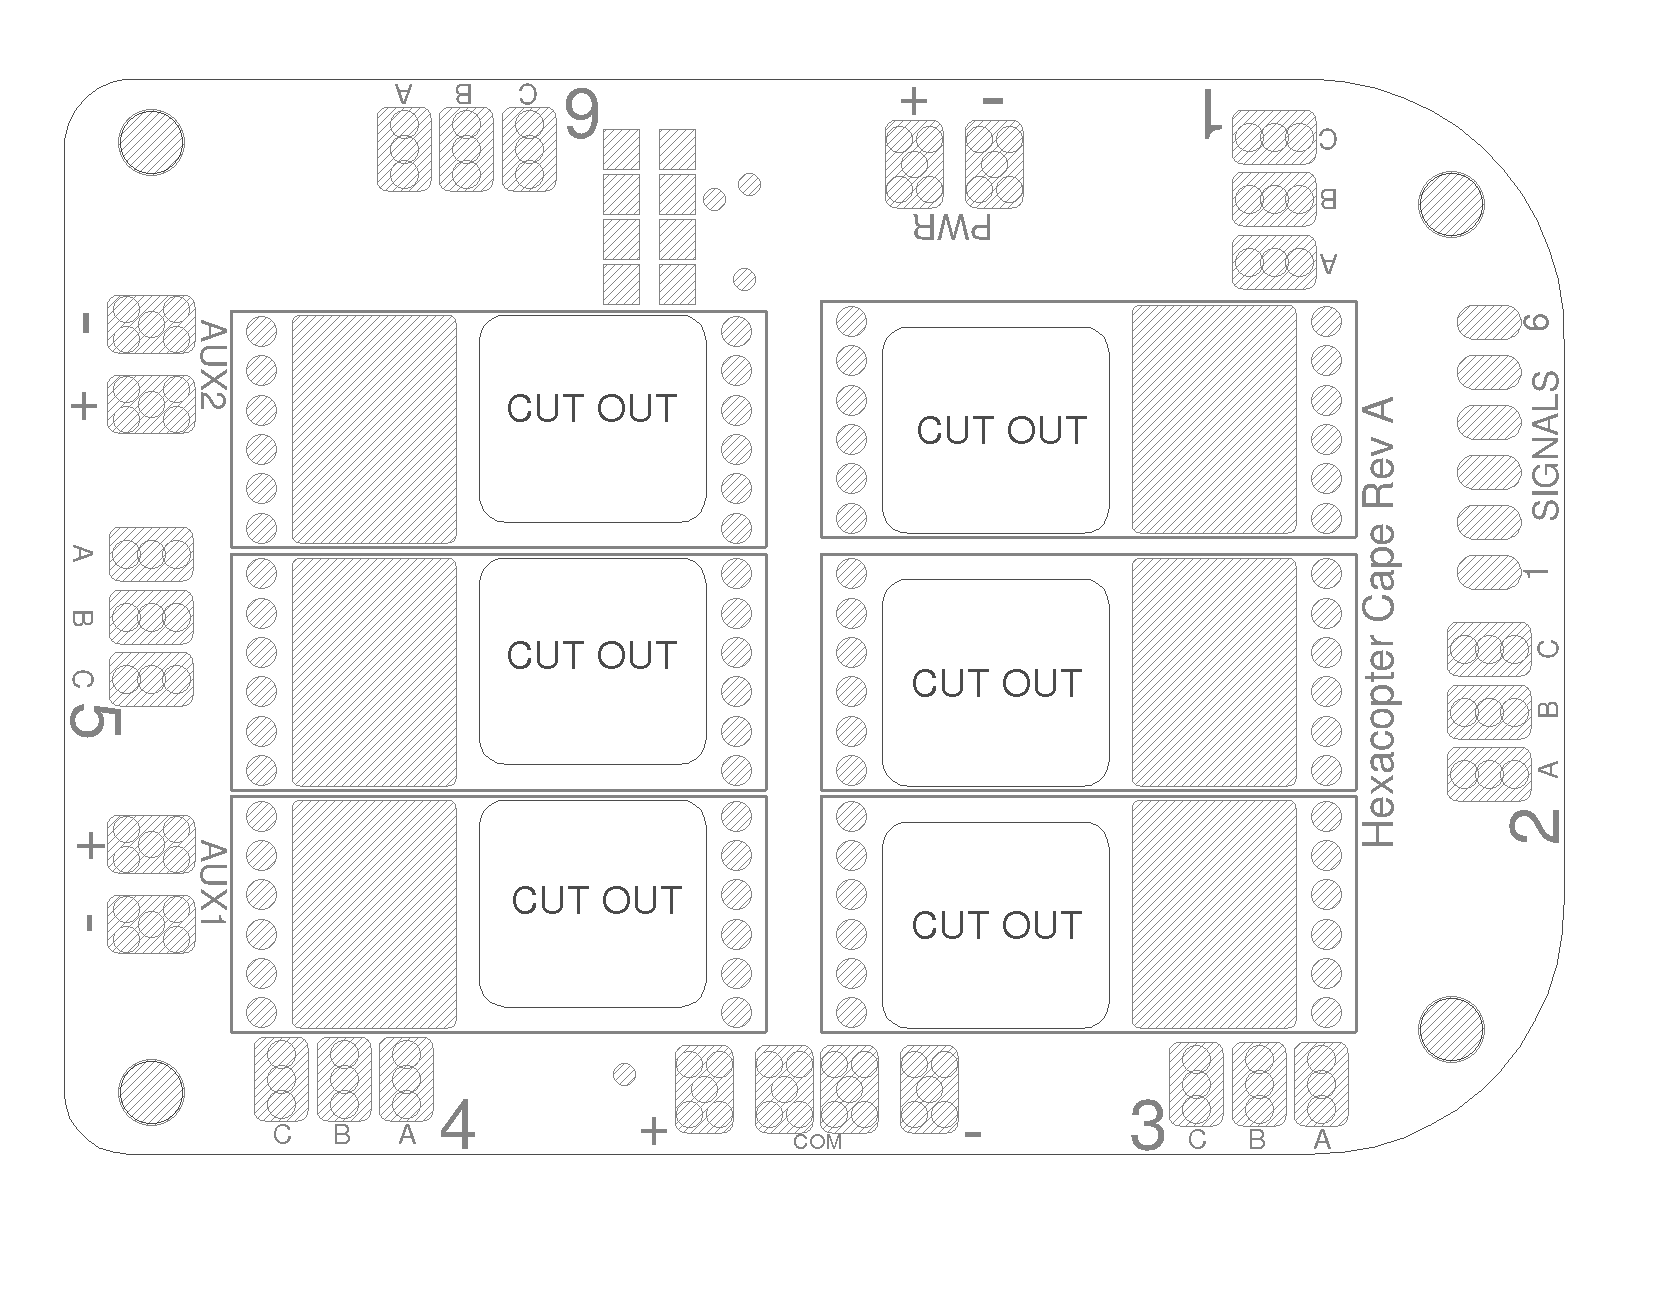 A B C 6
+ -
PWR
1
C
B
A
-
+
AUX2
CUT OUT
CUT OUT
6
SIGNALS
1
Hexacopter Cape Rev A
A
B
C
5
CUT OUT
CUT OUT
C
B
A
2
+
-
AUX1
CUT OUT
CUT OUT
C B A 4
+ COM -
3 C B A